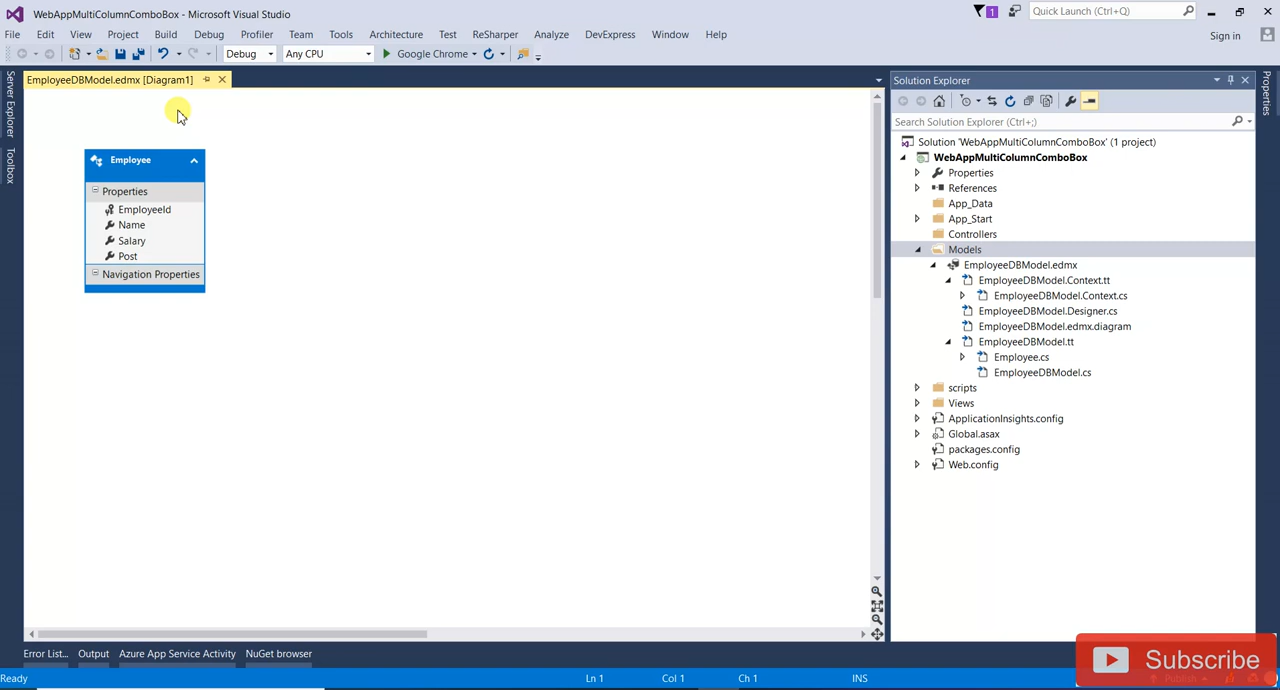 WebAppMultiColumnComboBox - Microsoft Visual Studio
1
Quick Launch (Ctrl+Q)
File Edit View Project Build Debug Profiler Team Tools Architecture Test ReSharper Analyze DevExpress Window Help
Sign in
Debug Any CPU Google Chrome
Server Explorer
Toolbox
EmployeeDBModel.edmx [Diagram1]
Employee
Properties
EmployeeId
Name
Salary
Post
Navigation Properties
Solution Explorer
Search Solution Explorer (Ctrl+;)
Solution 'WebAppMultiColumnComboBox' (1 project)
WebAppMultiColumnComboBox
Properties
References
App_Data
App_Start
Controllers
Models
EmployeeDBModel.edmx
EmployeeDBModel.Context.tt
EmployeeDBModel.Context.cs
EmployeeDBModel.Designer.cs
EmployeeDBModel.edmx.diagram
EmployeeDBModel.tt
Employee.cs
EmployeeDBModel.cs
scripts
Views
ApplicationInsights.config
Global.asax
packages.config
Web.config
Properties
Error List... Output Azure App Service Activity NuGet browser
Subscribe
Ready Ln 1 Col 1 Ch 1 INS Publish